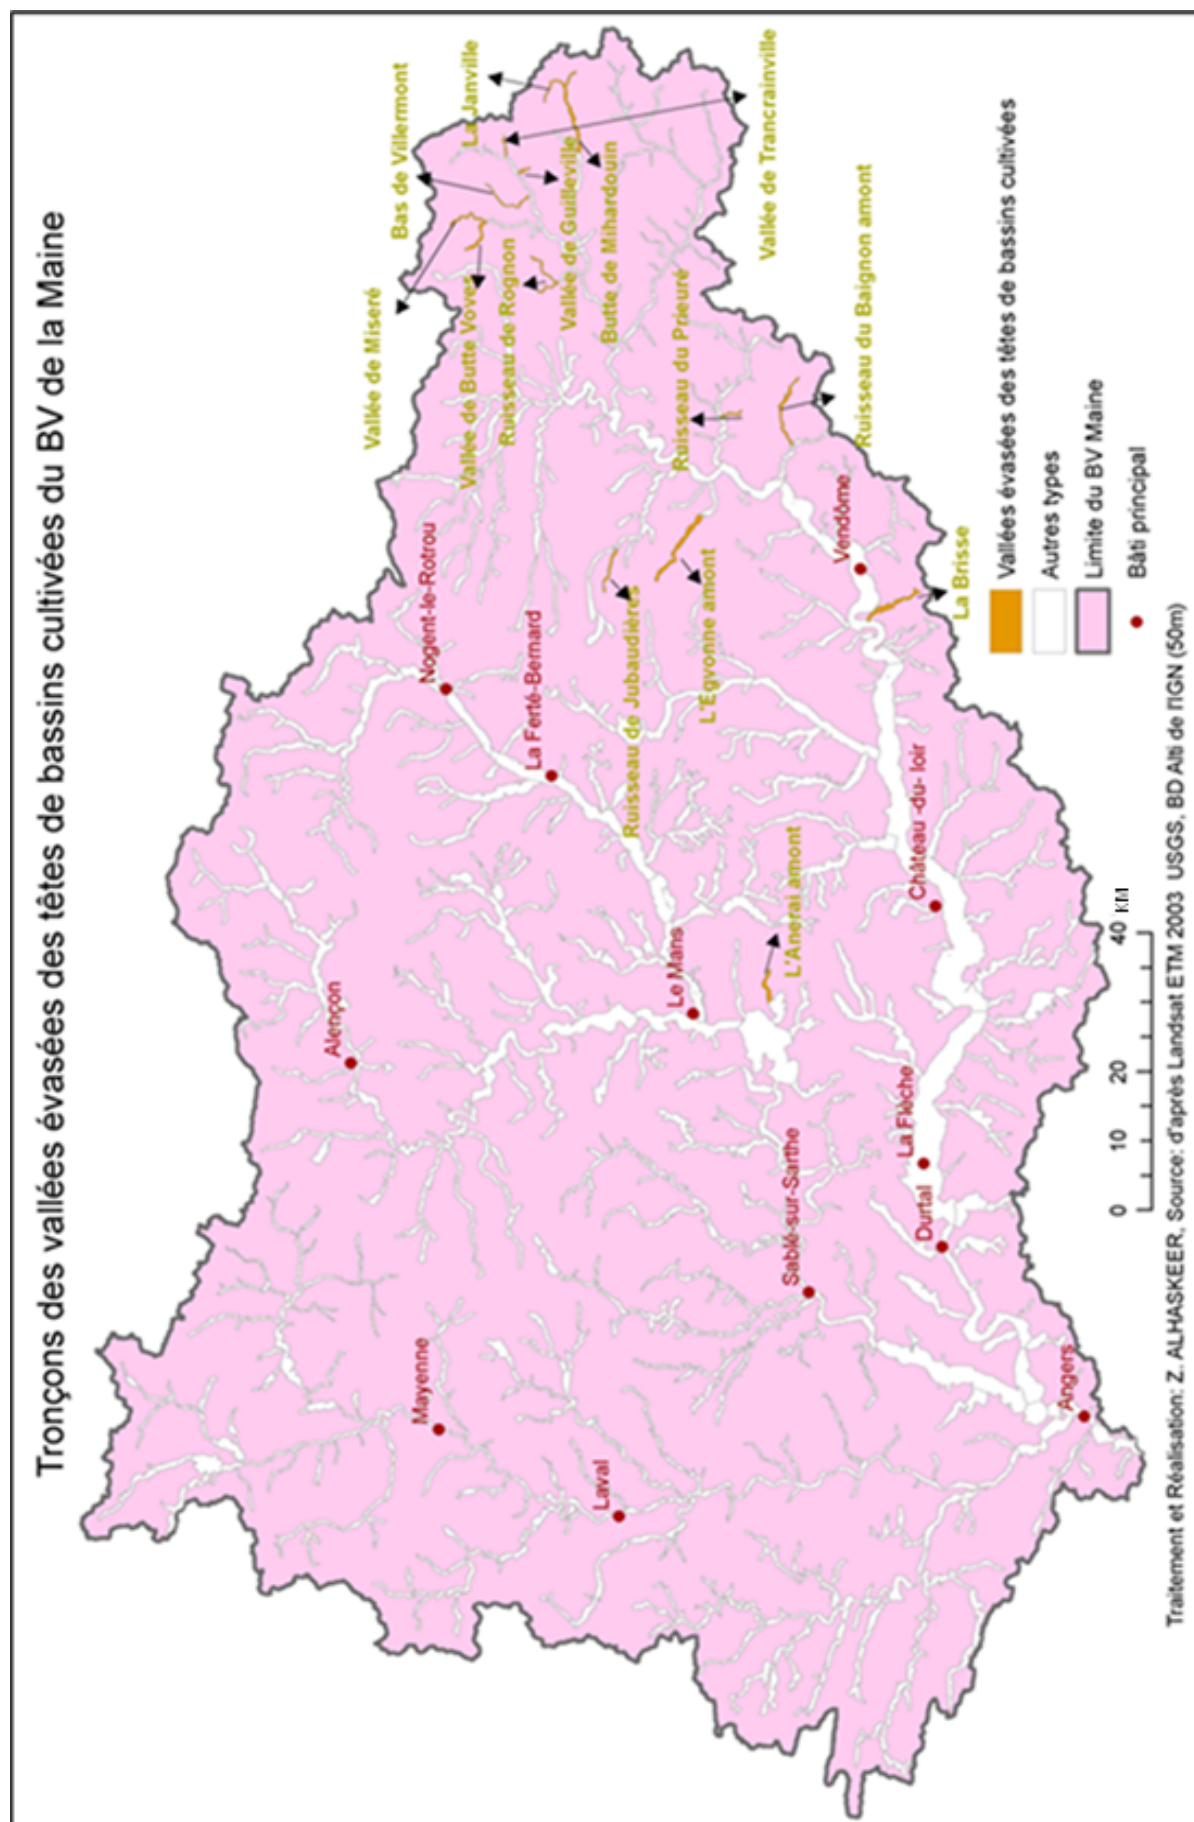 Tronçons des vallées évasées des têtes de bassins cultivées du BV de la Maine
Bas de Villermont
La Janville
Vallée de Miseré
Vallée de Butte Voves
Ruisseau de Rognon
Vallée de Guilleville
Butte de Mihardouin
Vallée de Trancrainville
Ruisseau du Prieuré
Ruisseau du Baignon amont
Nogent-le-Rotrou
La Ferté-Bernard
Ruisseau de Jubaudières
L'Egvonne amont
Vendôme
La Brisse
Alençon
Le Mans
L'Anerai amont
Château -du- loir
Mayenne
Laval
Sablé-sur-Sarthe
La Flèche
Durtal
Angers
Vallées évasées des têtes de bassins cultivées
Autres types
Limite du BV Maine
Bâti principal
0 10 20 40 KM
Traitement et Réalisation: Z. ALHASKEER, Source: d'après Landsat ETM 2003 USGS, BD Alti de l'IGN (50m)